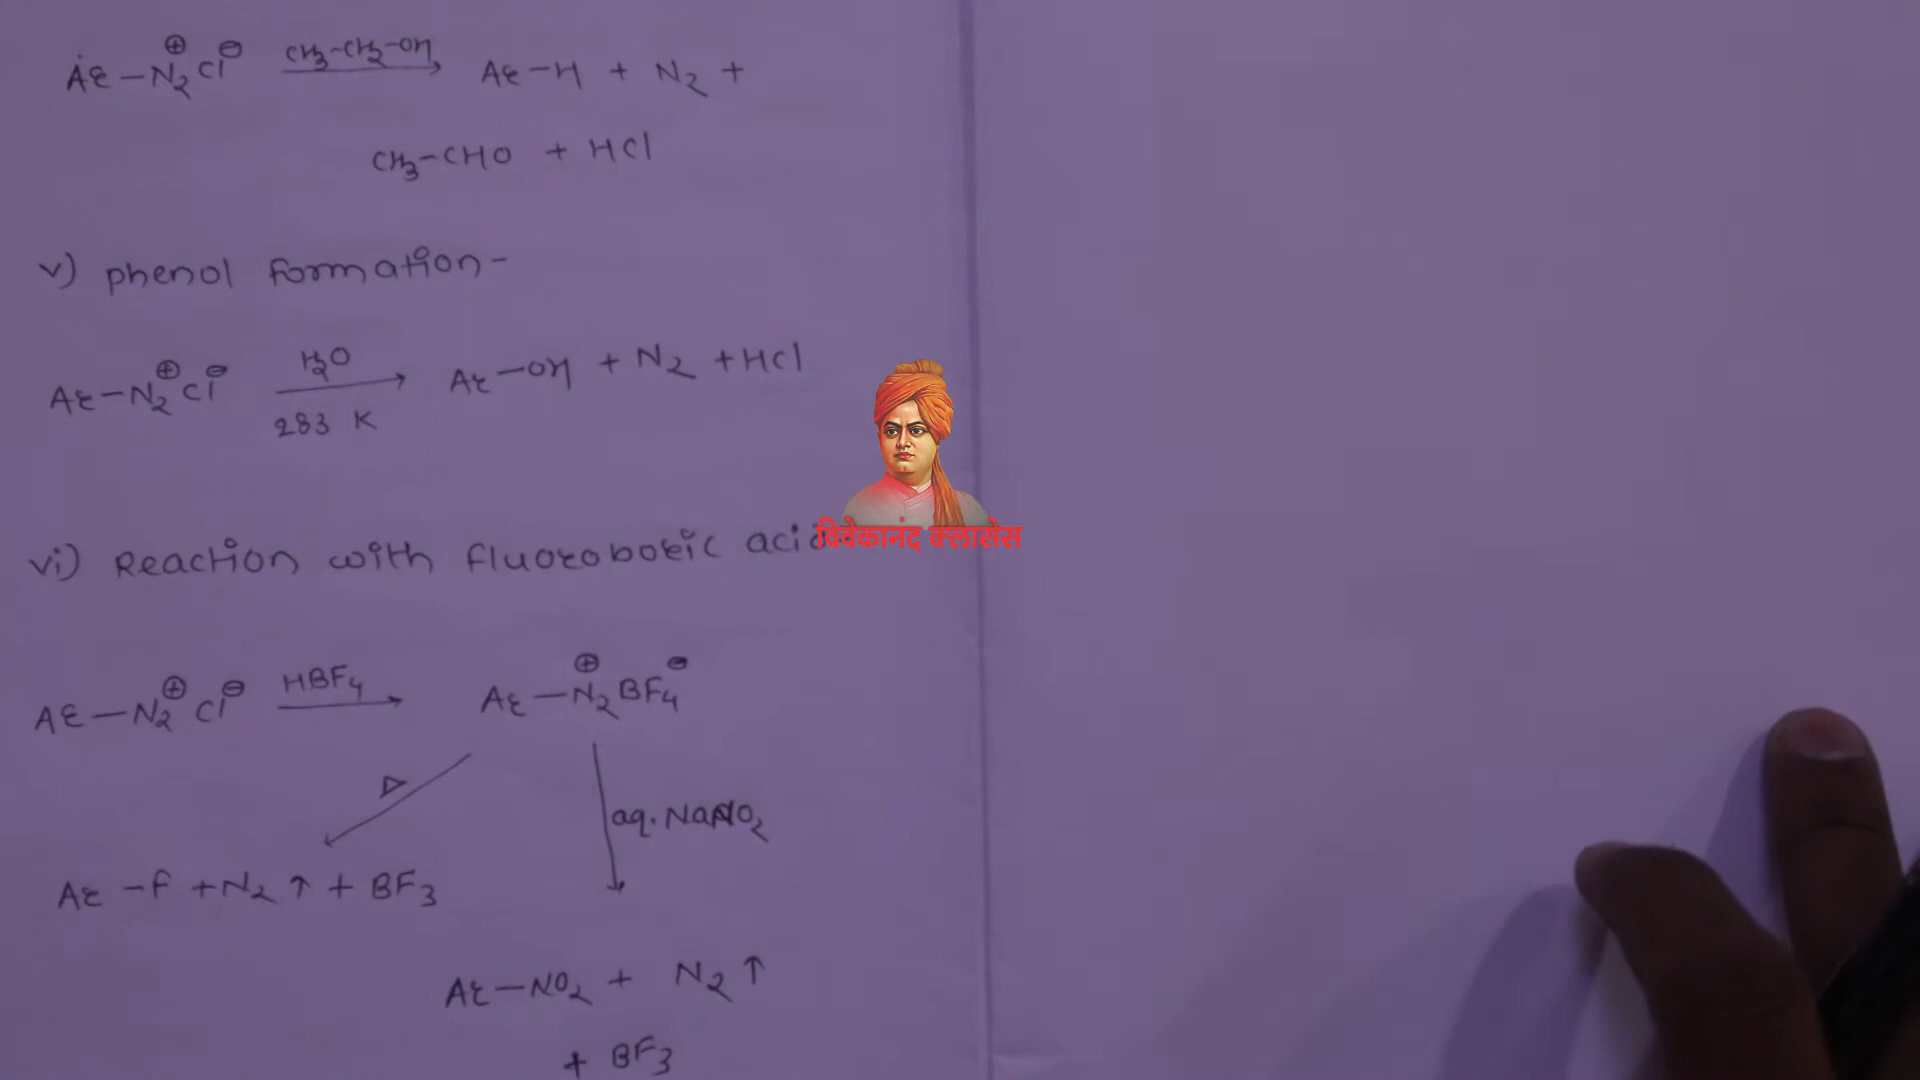 Ar-N₂⊕Cl⊖ CH₃-CH₂-OH → Ar-H + N₂ +
CH₃-CHO + HCl
v) phenol formation-
Ar-N₂⊕Cl⊖ H₂O → 283 K Ar-OH + N₂ + HCl
विवेकानंद क्लासेस
vi) Reaction with fluoroboric acid
Ar-N₂⊕Cl⊖ HBF₄ → Ar-N₂⊕BF₄⊖
Δ
aq. NaNO₂
Ar-F + N₂↑ + BF₃
Ar-NO₂ + N₂↑
+ BF₃